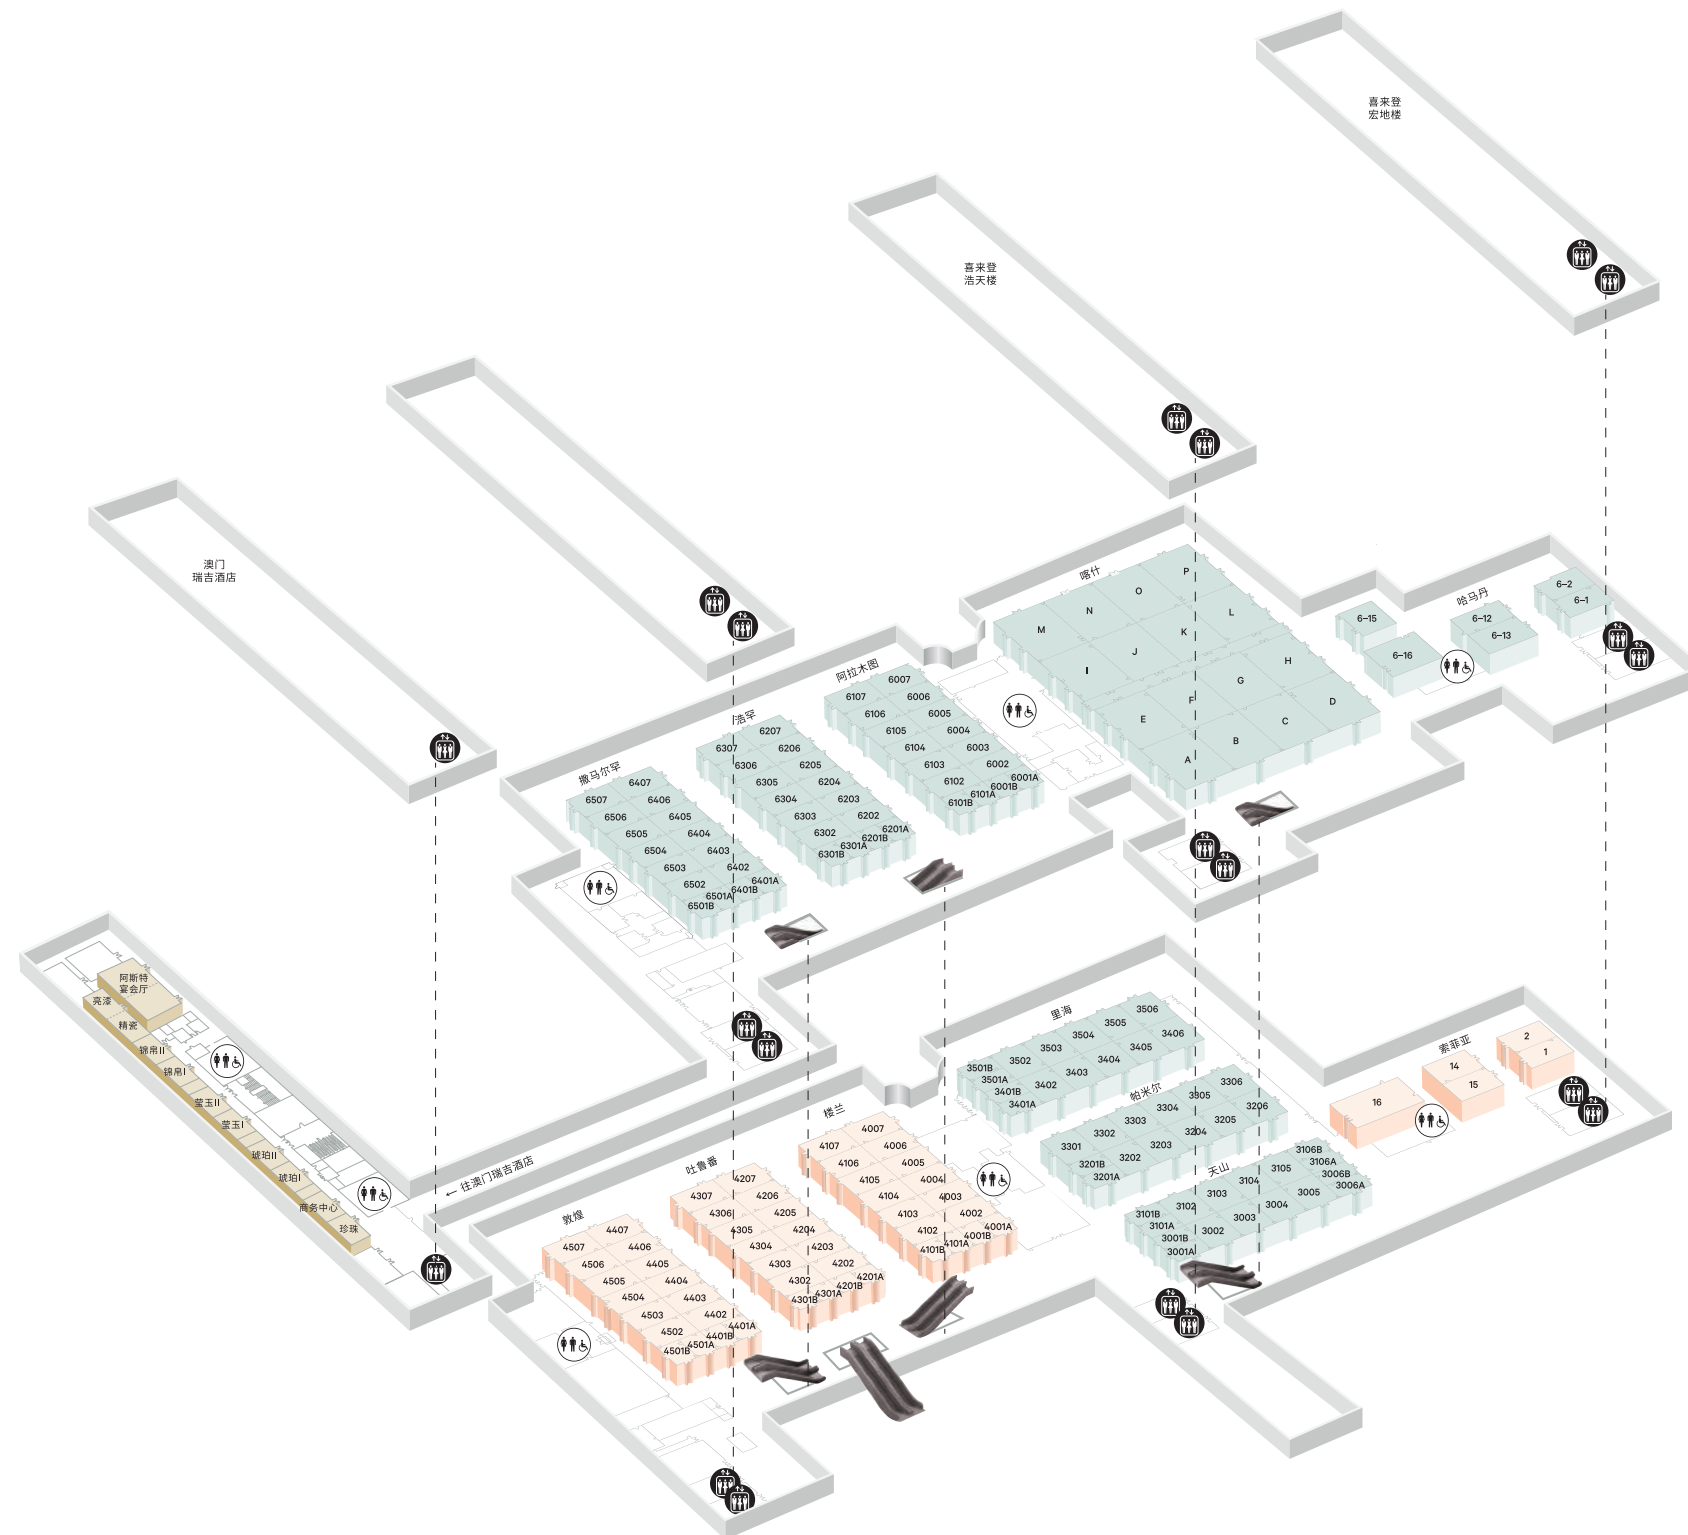 喜来登
宏地楼
喜来登
浩天楼
澳门
瑞吉酒店
喀什
P
O
N
M
L
K
J
I
H
G
F
E
D
C
B
A
哈马丹
6–2
6–1
6–12
6–13
6–15
6–16
阿拉木图
6007
6107
6006
6106
6005
6105
6004
6104
6003
6103
6002
6102
6001A
6001B
6101A
6101B
浩罕
6207
6307
6206
6306
6205
6305
6204
6304
6203
6303
6202
6302
6201A
6201B
6301A
6301B
撒马尔罕
6407
6507
6406
6506
6405
6505
6404
6504
6403
6503
6402
6502
6401A
6401B
6501A
6501B
阿斯特
宴会厅
亮漆
精瓷
锦帛II
锦帛I
莹玉II
莹玉I
琥珀II
琥珀I
商务中心
珍珠
← 往澳门瑞吉酒店
里海
3506
3505
3406
3504
3405
3503
3404
3502
3403
3501B
3402
3501A
3401B
3401A
帕米尔
3306
3305
3206
3304
3205
3303
3204
3302
3203
3301
3202
3201B
3201A
天山
3106B
3106A
3105
3006B
3006A
3104
3005
3103
3004
3102
3003
3101B
3002
3101A
3001B
3001A
索菲亚
2
1
14
15
16
楼兰
4007
4107
4006
4106
4005
4105
4004
4104
4003
4103
4002
4102
4001A
4001B
4101A
4101B
吐鲁番
4207
4307
4206
4306
4205
4305
4204
4304
4203
4303
4202
4302
4201A
4201B
4301A
4301B
敦煌
4407
4507
4406
4506
4405
4505
4404
4504
4403
4503
4402
4502
4401A
4401B
4501A
4501B